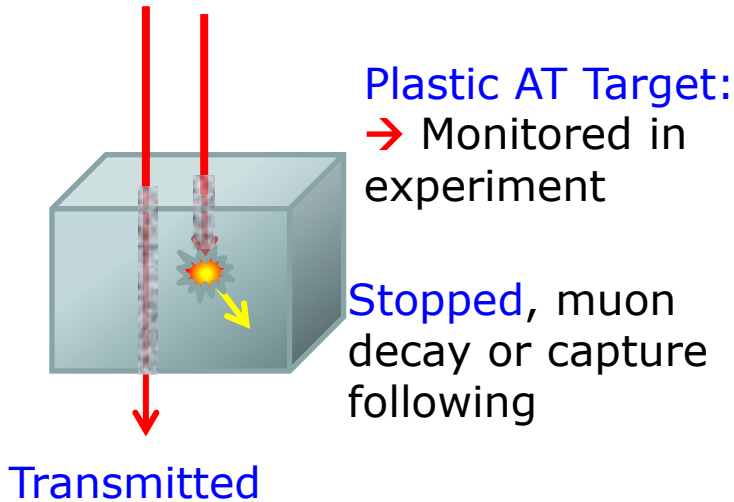 Plastic AT Target:
→ Monitored in
experiment
Stopped, muon
decay or capture
following
Transmitted